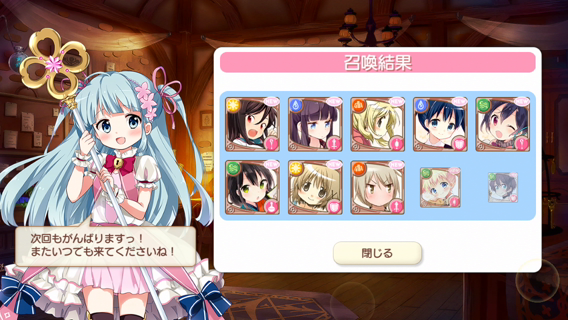 召喚結果
次回もがんばりますっ！
またいつでも来てくださいね！
閉じる